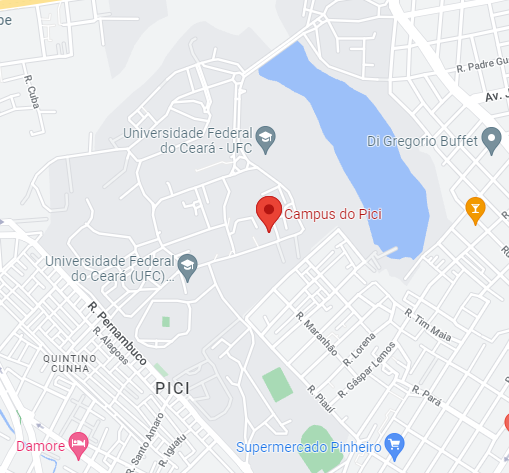 R. Cuba
R. Padre Gu
Av. J
Universidade Federal
do Ceará - UFC
Di Gregorio Buffet
Campus do Pici
Universidade Federal
do Ceará (UFC)...
R. Pernambuco
R. Alagoas
R. Maranhão
R. Tim Maia
R. Lorena
R. Gáspar Lemos
QUINTINO
CUNHA
PICI
R. Piauí
R. Pará
R. Santo Amaro
R. Iguatu
Damore
Supermercado Pinheiro